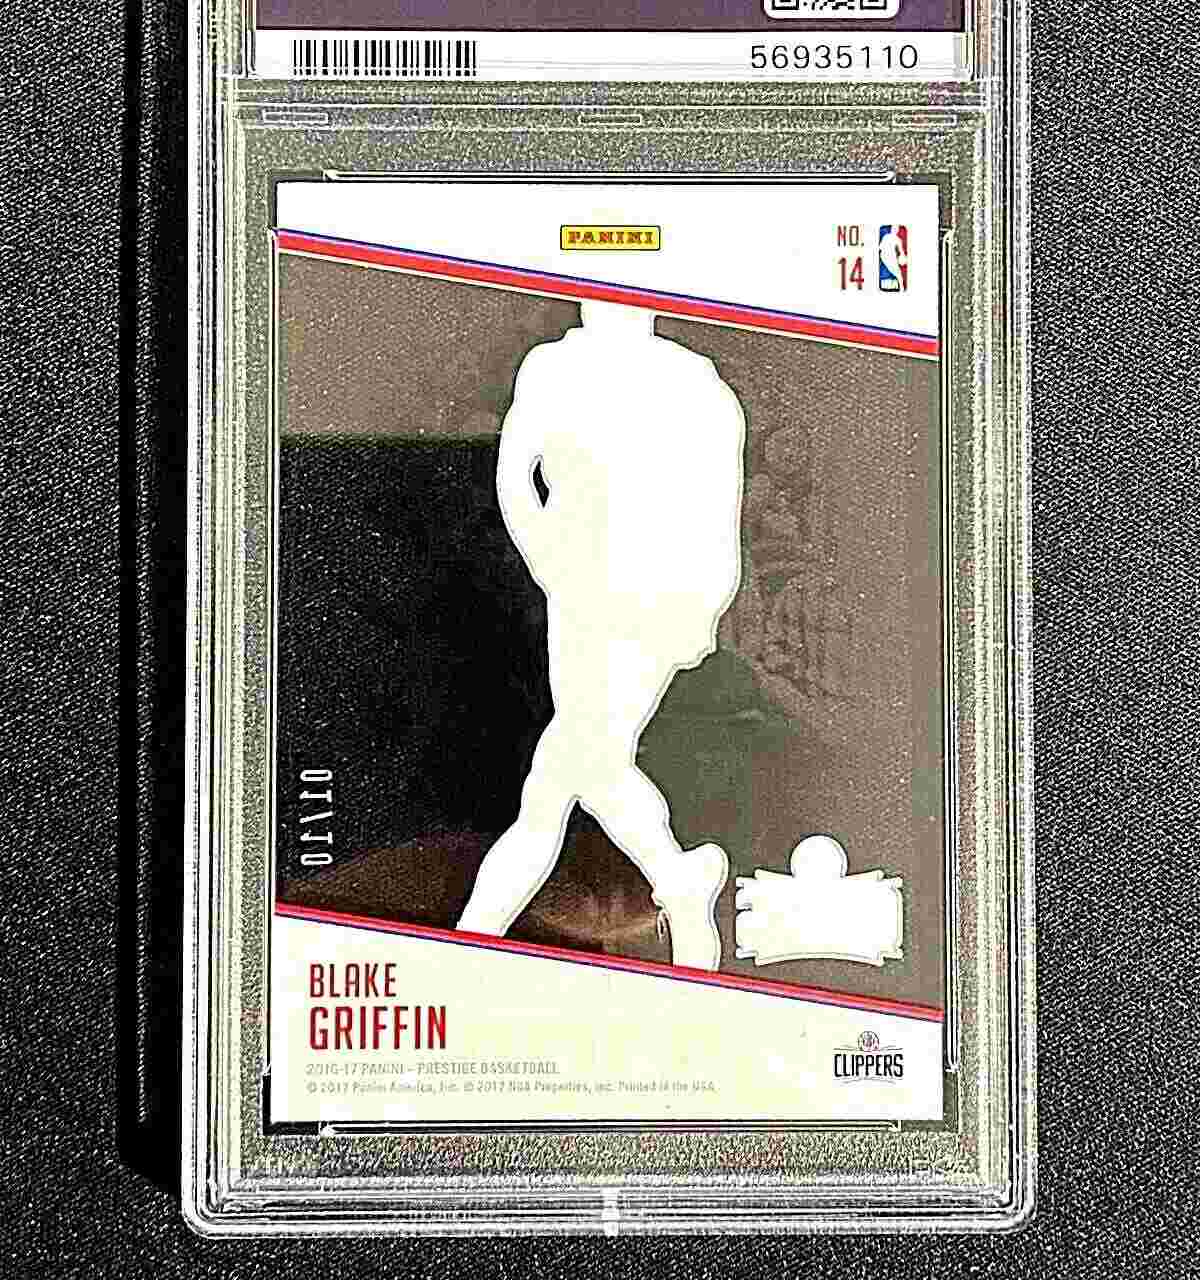 56935110
PANINI
NO.
14
NBA
01/10
BLAKE
GRIFFIN
2016-17 PANINI – PRESTIGE BASKETBALL
© 2017 Panini America, Inc. © 2017 NBA Properties, Inc. Printed in the USA.
CLIPPERS